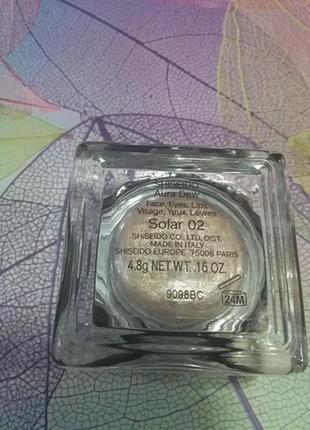 SHISEIDO
Aura Dew
Face, Eyes, Lips
Visage, Yeux, Lèvres
Solar 02
SHISEIDO CO., LTD. DIST.
MADE IN ITALY
SHISEIDO EUROPE 75008 PARIS
4.8g NET WT. .16 OZ.
9098BC
24M